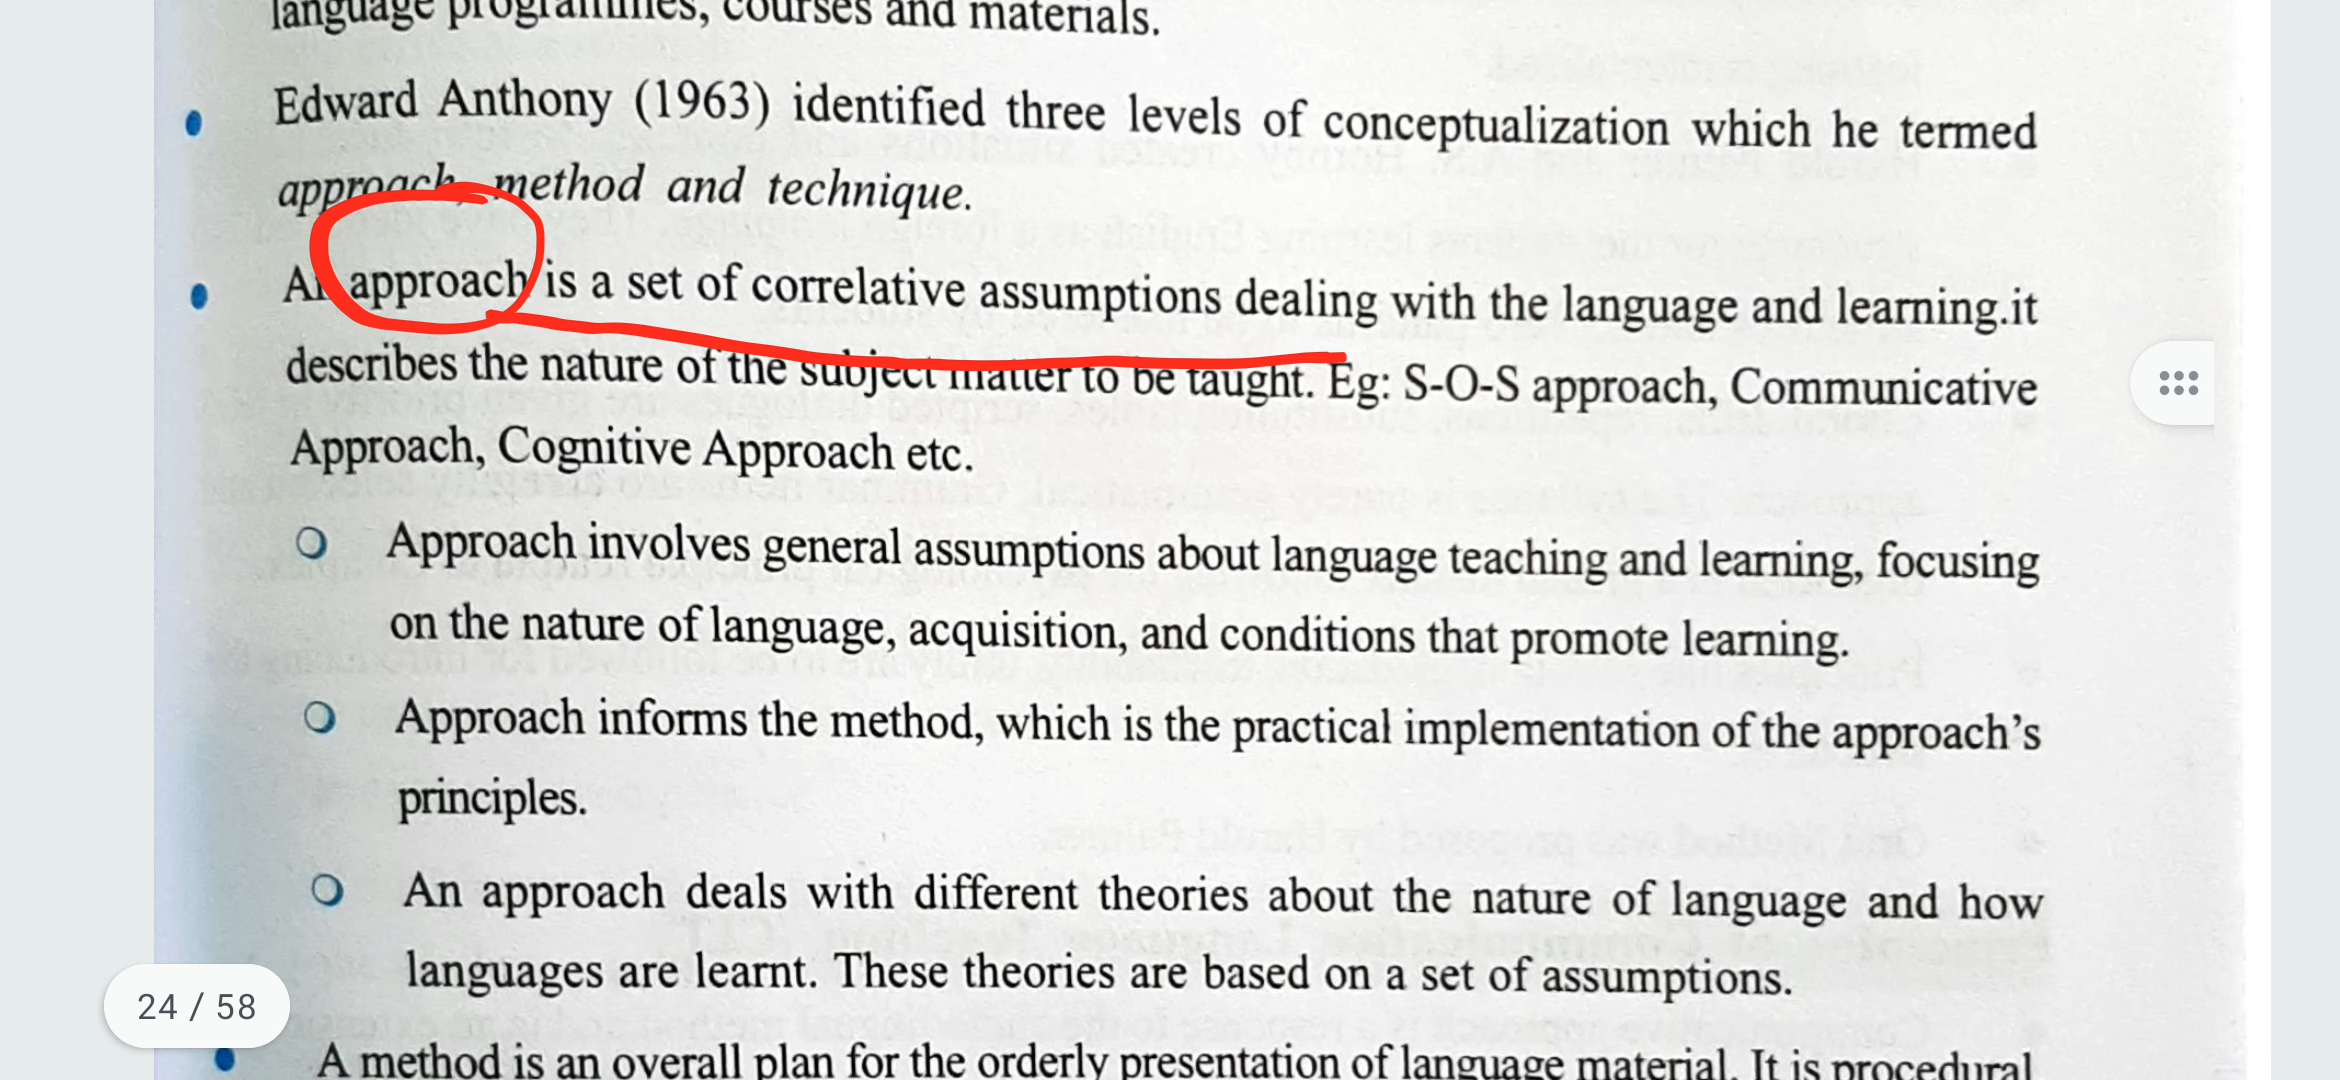 language programmes, courses and materials.
Edward Anthony (1963) identified three levels of conceptualization which he termed
approach, method and technique.
An approach is a set of correlative assumptions dealing with the language and learning.it
describes the nature of the subject matter to be taught. Eg: S-O-S approach, Communicative
Approach, Cognitive Approach etc.
Approach involves general assumptions about language teaching and learning, focusing
on the nature of language, acquisition, and conditions that promote learning.
Approach informs the method, which is the practical implementation of the approach's
principles.
An approach deals with different theories about the nature of language and how
languages are learnt. These theories are based on a set of assumptions.
24 / 58
A method is an overall plan for the orderly presentation of language material. It is procedural